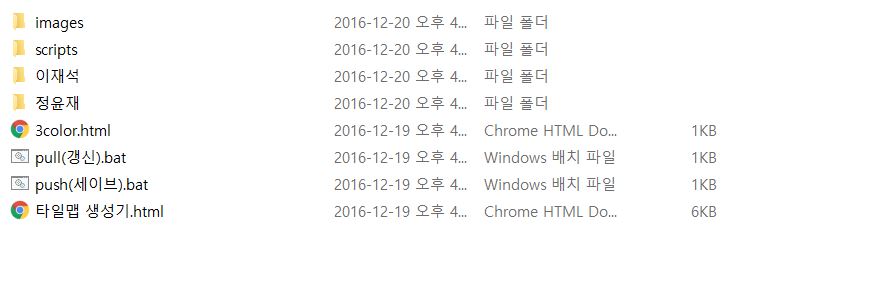 images 2016-12-20 오후 4... 파일 폴더
scripts 2016-12-20 오후 4... 파일 폴더
이재석 2016-12-20 오후 4... 파일 폴더
정윤재 2016-12-20 오후 4... 파일 폴더
3color.html 2016-12-19 오후 4... Chrome HTML Do... 1KB
pull(갱신).bat 2016-12-19 오후 4... Windows 배치 파일 1KB
push(세이브).bat 2016-12-19 오후 4... Windows 배치 파일 1KB
타일맵 생성기.html 2016-12-19 오후 4... Chrome HTML Do... 6KB